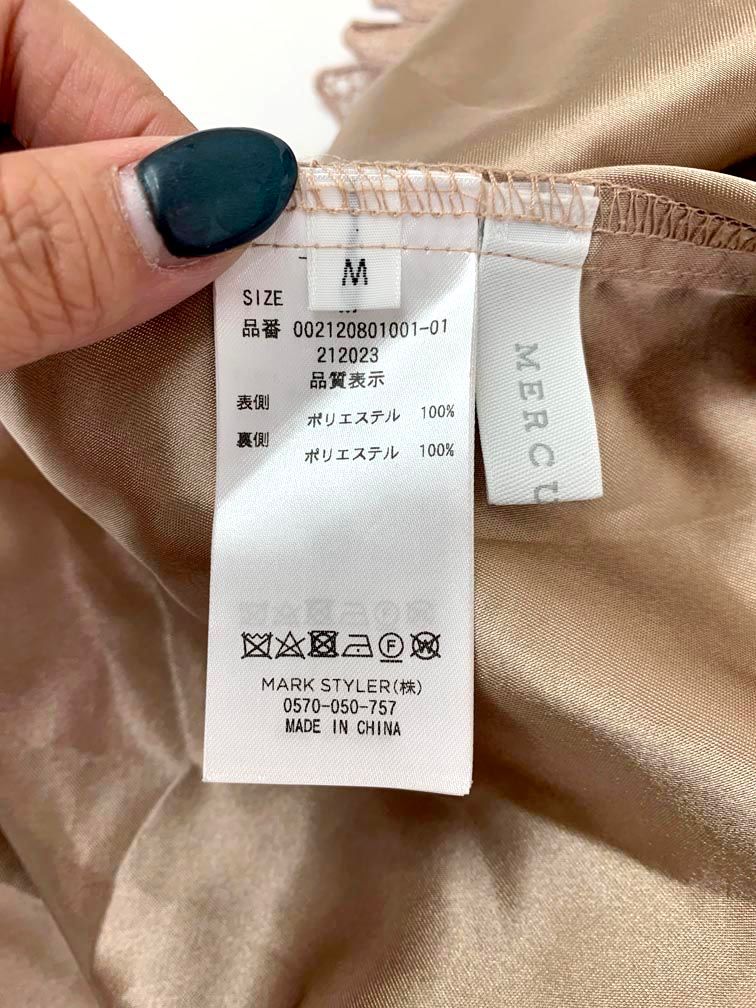 M
SIZE
品番 002120801001-01
212023
品質表示
表側 ポリエステル 100%
裏側 ポリエステル 100%
MARK STYLER(株)
0570-050-757
MADE IN CHINA
MERCU